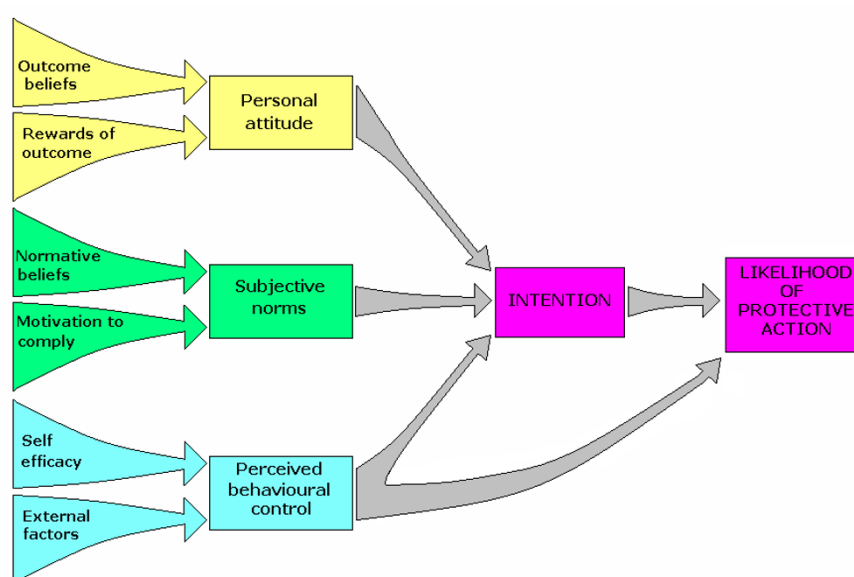 Outcome
beliefs
Personal
attitude
Rewards of
outcome
Normative
beliefs
Subjective
norms
Motivation to
comply
INTENTION
LIKELIHOOD
OF
PROTECTIVE
ACTION
Self
efficacy
Perceived
behavioural
control
External
factors